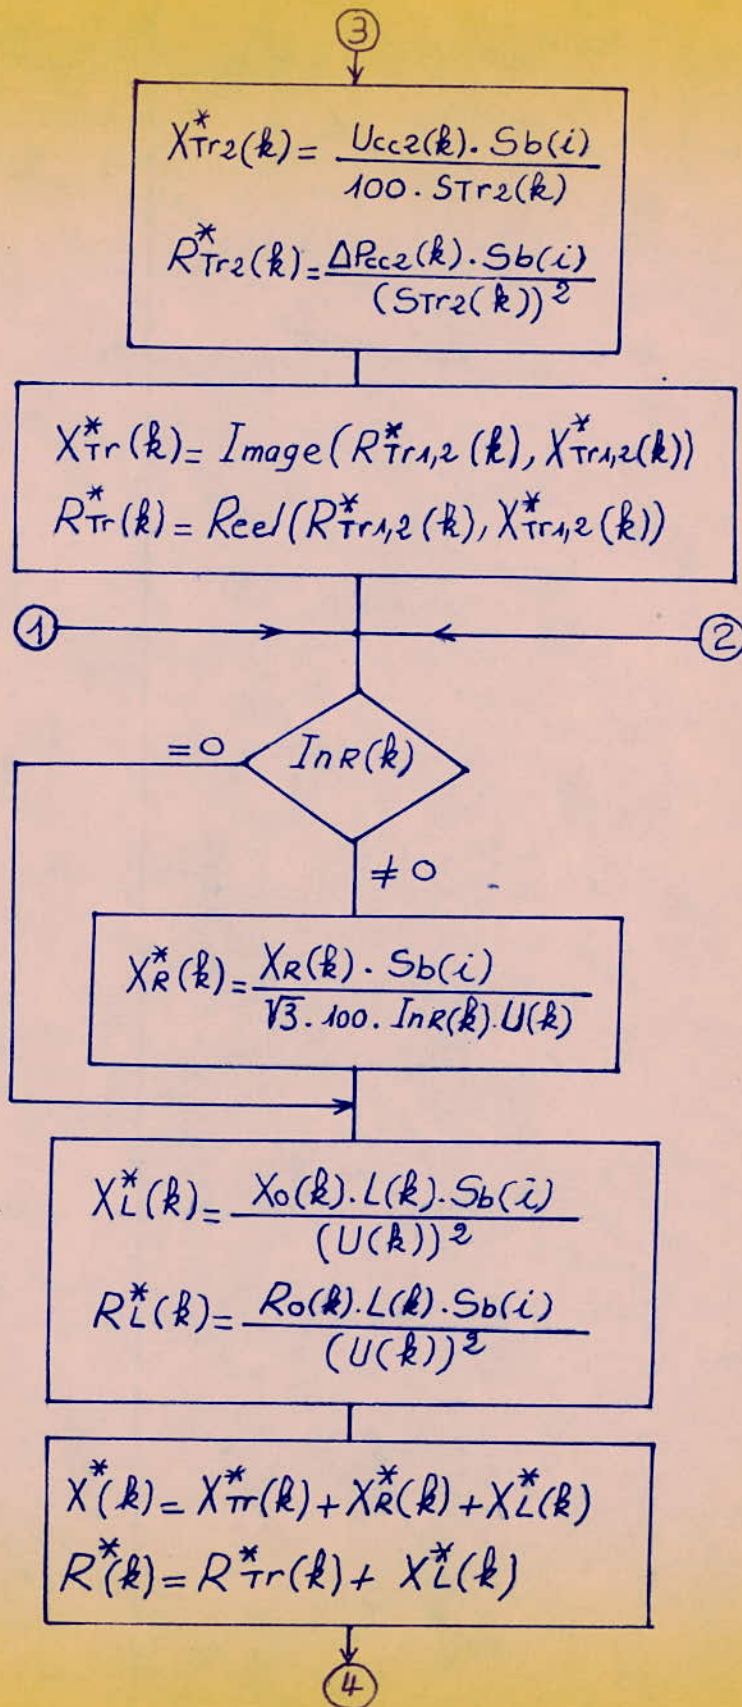 3
X*Tr2(k) = Ucc2(k). Sb(i) / 100. STr2(k)
R*Tr2(k) = ΔPcc2(k). Sb(i) / (STr2(k))²
X*Tr(k) = Image(R*Tr1,2(k), X*Tr1,2(k))
R*Tr(k) = Reel(R*Tr1,2(k), X*Tr1,2(k))
1 2
=0 InR(k)
≠0
X*R(k) = XR(k). Sb(i) / √3. 100. InR(k). U(k)
X*L(k) = Xo(k). L(k). Sb(i) / (U(k))²
R*L(k) = Ro(k). L(k). Sb(i) / (U(k))²
X*(k) = X*Tr(k) + X*R(k) + X*L(k)
R*(k) = R*Tr(k) + X*L(k)
4